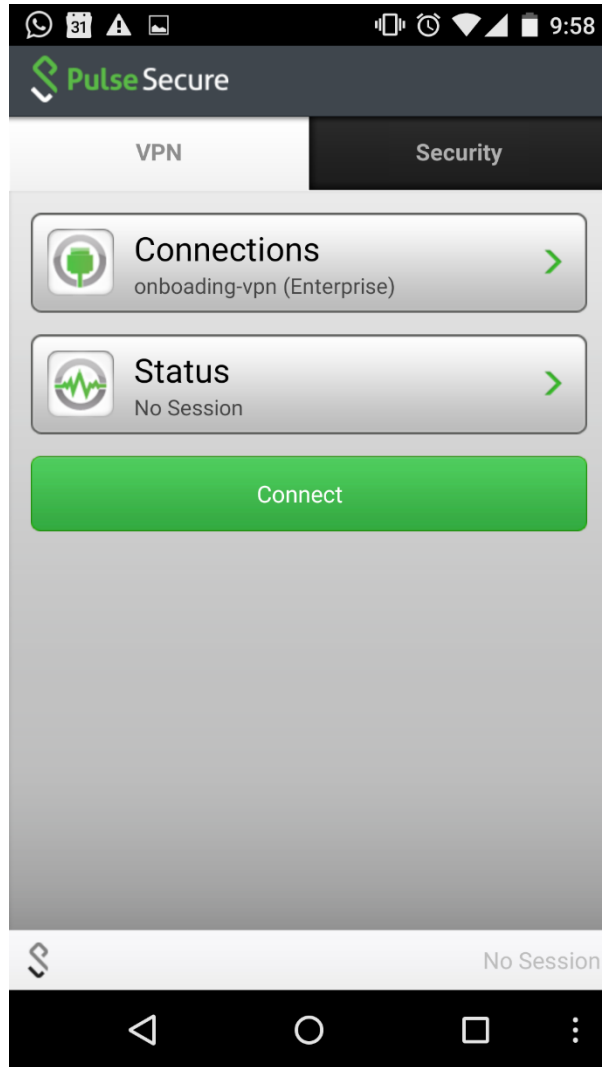 31 9:58
Pulse Secure
VPN Security
Connections
onboading-vpn (Enterprise)
Status
No Session
Connect
No Session